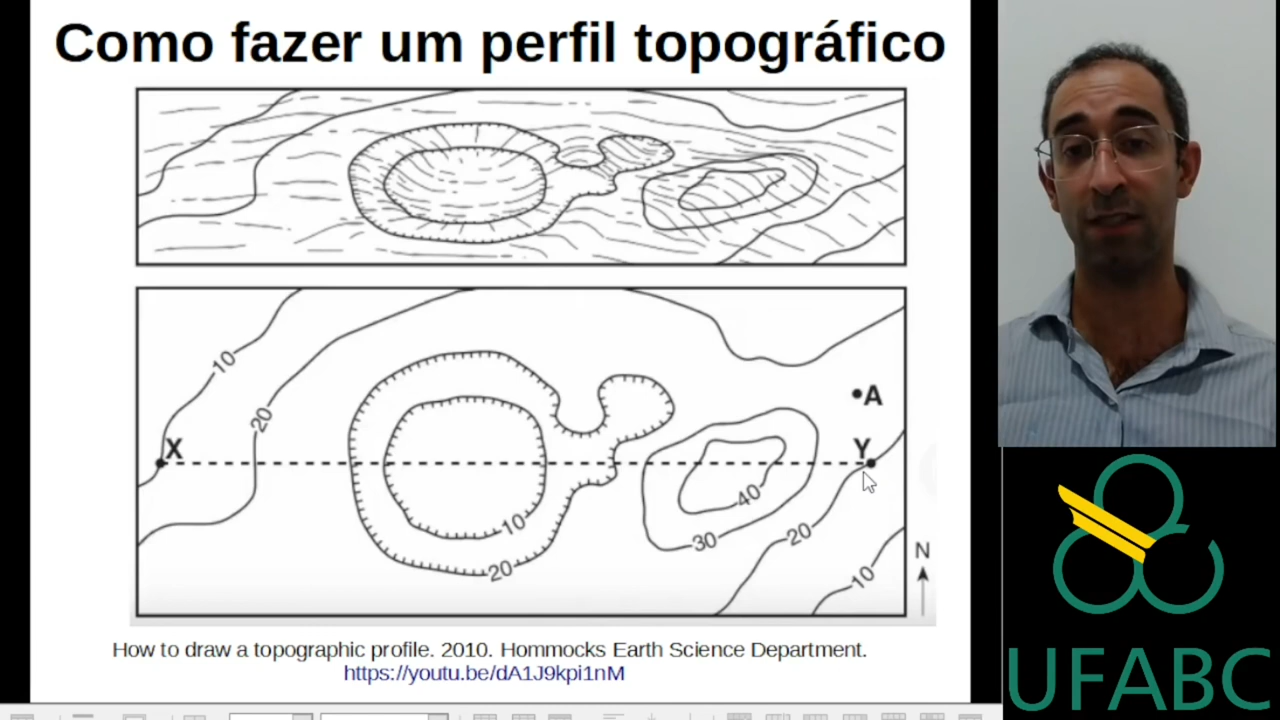 Como fazer um perfil topográfico
10
20
X
A
Y
10
20
40
30
20
10
N
How to draw a topographic profile. 2010. Hommocks Earth Science Department.
https://youtu.be/dA1J9kpi1nM
UFABC